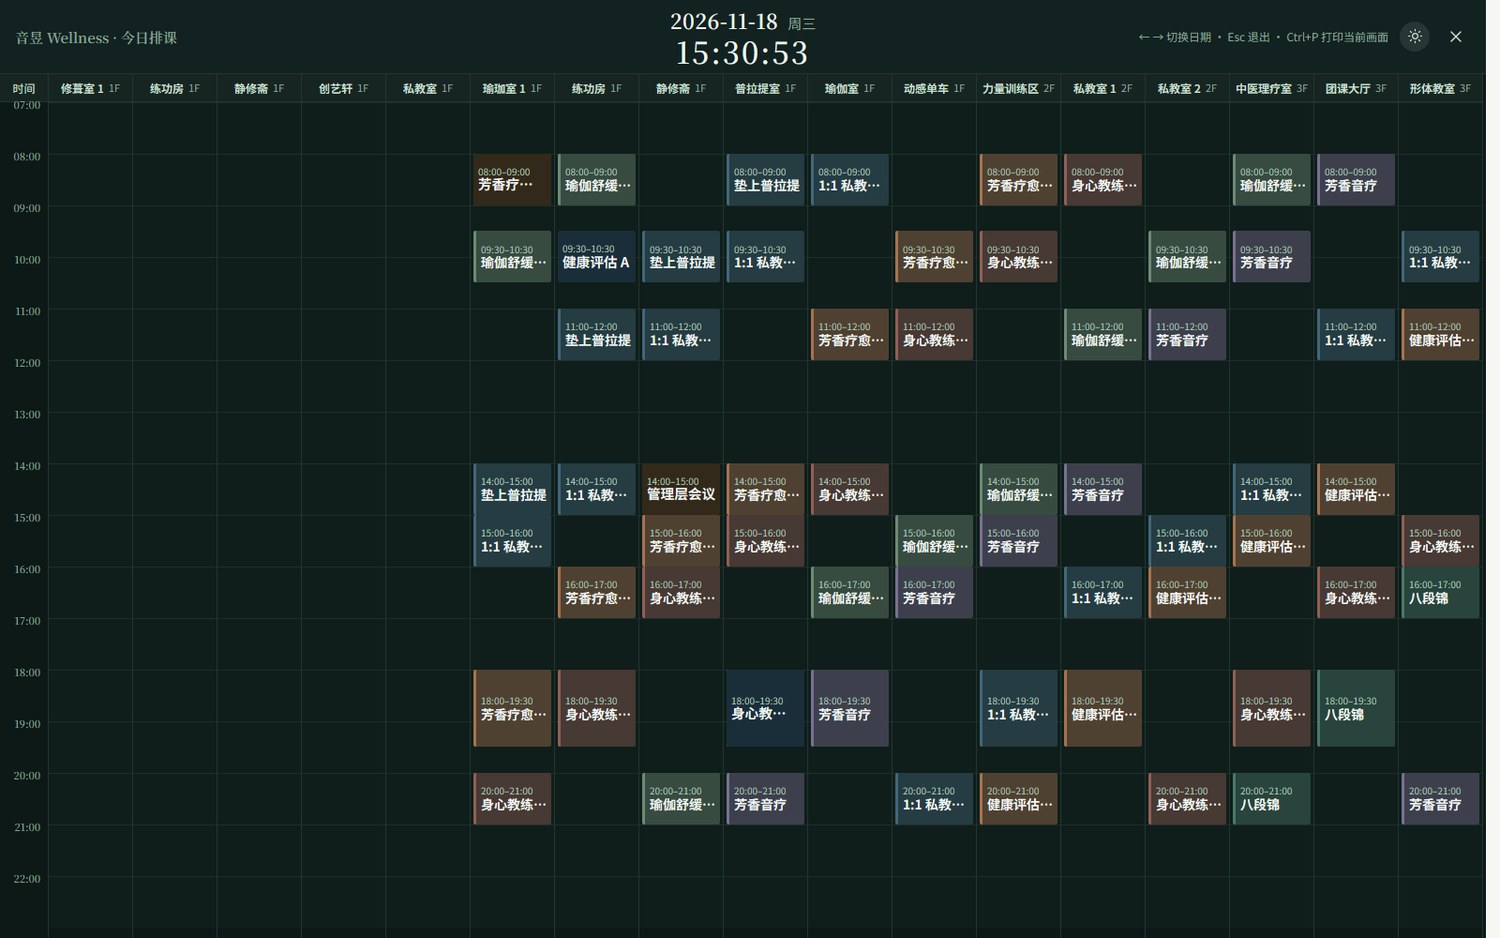 音昱 Wellness · 今日排课
2026-11-18 周三
15:30:53
←→ 切换日期 · Esc 退出 · Ctrl+P 打印当前画面
时间 修葺室 1 1F 练功房 1F 静修斋 1F 创艺轩 1F 私教室 1F 瑜珈室 1 1F 练功房 1F 静修斋 1F 普拉提室 1F 瑜伽室 1F 动感单车 1F 力量训练区 2F 私教室 1 2F 私教室 2 2F 中医理疗室 3F 团课大厅 3F 形体教室 3F
07:00
08:00
08:00–09:00 08:00–09:00 08:00–09:00 08:00–09:00 08:00–09:00 08:00–09:00 08:00–09:00 08:00–09:00
芳香疗… 瑜伽舒缓… 垫上普拉提 1:1 私教… 芳香疗愈… 身心教练… 瑜伽舒缓… 芳香音疗
09:00
09:30–10:30 09:30–10:30 09:30–10:30 09:30–10:30 09:30–10:30 09:30–10:30 09:30–10:30 09:30–10:30 09:30–10:30
瑜伽舒缓… 健康评估 A 垫上普拉提 1:1 私教… 芳香疗愈… 身心教练… 瑜伽舒缓… 芳香音疗 1:1 私教…
10:00
11:00
11:00–12:00 11:00–12:00 11:00–12:00 11:00–12:00 11:00–12:00 11:00–12:00 11:00–12:00 11:00–12:00
垫上普拉提 1:1 私教… 芳香疗愈… 身心教练… 瑜伽舒缓… 芳香音疗 1:1 私教… 健康评估…
12:00
13:00
14:00
14:00–15:00 14:00–15:00 14:00–15:00 14:00–15:00 14:00–15:00 14:00–15:00 14:00–15:00 14:00–15:00 14:00–15:00
垫上普拉提 1:1 私教… 管理层会议 芳香疗愈… 身心教练… 瑜伽舒缓… 芳香音疗 1:1 私教… 健康评估…
15:00
15:00–16:00 15:00–16:00 15:00–16:00 15:00–16:00 15:00–16:00 15:00–16:00 15:00–16:00 15:00–16:00
1:1 私教… 芳香疗愈… 身心教练… 瑜伽舒缓… 芳香音疗 1:1 私教… 健康评估… 身心教练…
16:00
16:00–17:00 16:00–17:00 16:00–17:00 16:00–17:00 16:00–17:00 16:00–17:00 16:00–17:00 16:00–17:00
芳香疗愈… 身心教练… 瑜伽舒缓… 芳香音疗 1:1 私教… 健康评估… 身心教练… 八段锦
17:00
18:00
18:00–19:30 18:00–19:30 18:00–19:30 18:00–19:30 18:00–19:30 18:00–19:30 18:00–19:30 18:00–19:30
芳香疗愈… 身心教练… 身心教… 芳香音疗 1:1 私教… 健康评估… 身心教练… 八段锦
19:00
20:00
20:00–21:00 20:00–21:00 20:00–21:00 20:00–21:00 20:00–21:00 20:00–21:00 20:00–21:00 20:00–21:00
身心教练… 瑜伽舒缓… 芳香音疗 1:1 私教… 健康评估… 身心教练… 八段锦 芳香音疗
21:00
22:00